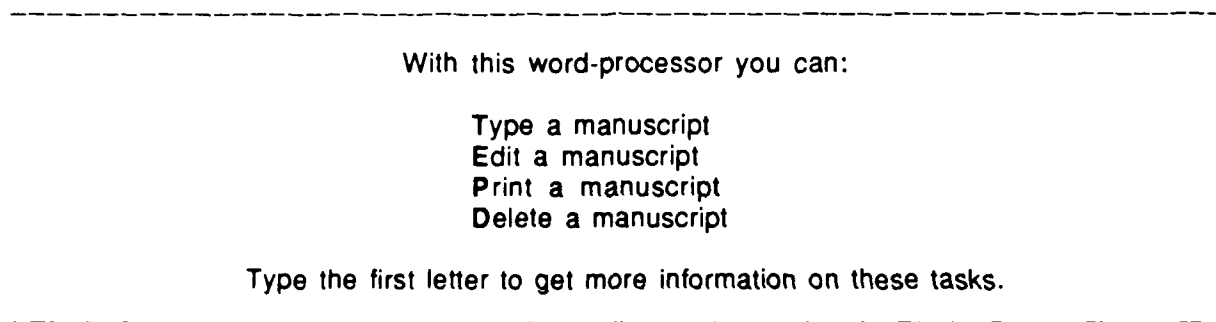 With this word-processor you can:
Type a manuscript
Edit a manuscript
Print a manuscript
Delete a manuscript
Type the first letter to get more information on these tasks.